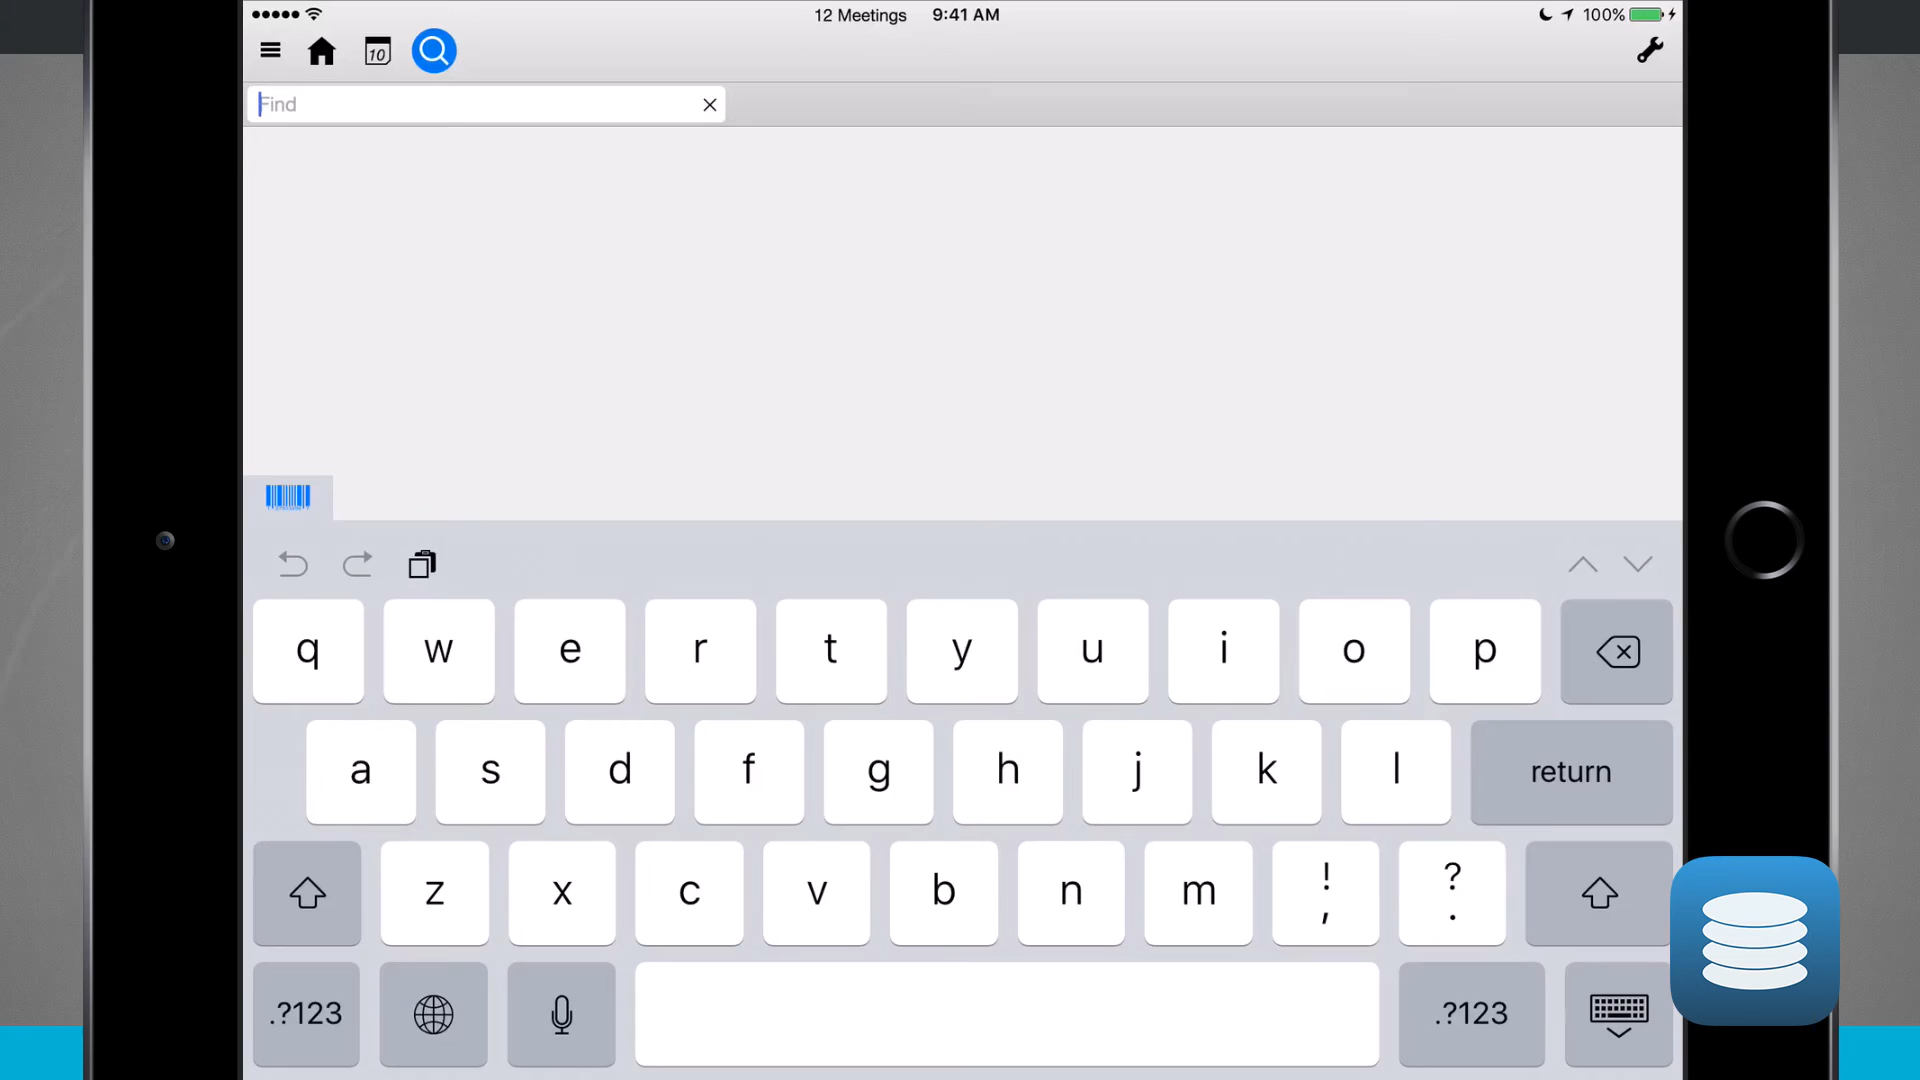 12 Meetings 9:41 AM 100%
10
Find
q w e r t y u i o p
a s d f g h j k l return
z x c v b n m ! , ? .
.?123 .?123